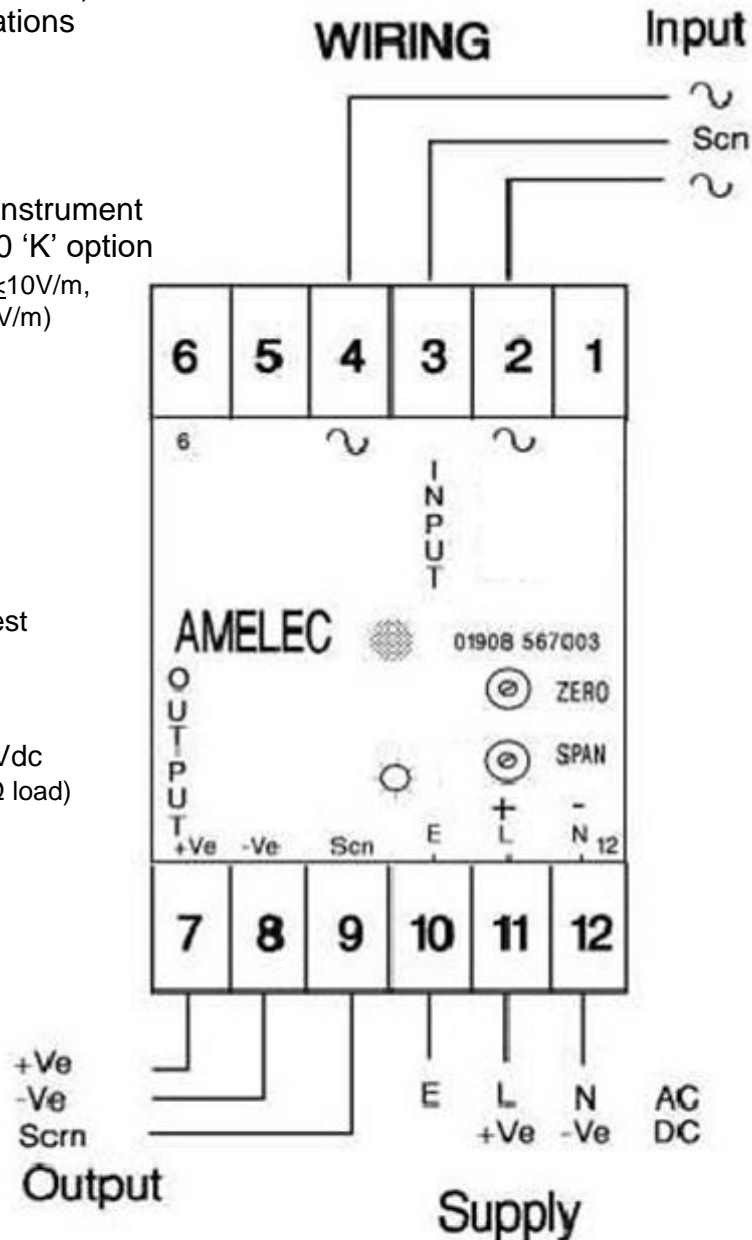 ations
WIRING
Input
∿
Scn
∿
nstrument
0 'K' option
≤10V/m,
V/m)
6 5 4 3 2 1
6 ∿ ∿
INPUT
est
AMELEC
01908 567003
OUTPUT
ZERO
Vdc
Ω load)
SPAN
+ -
+Ve -Ve Scn E L N 12
7 8 9 10 11 12
+Ve
-Ve
Scrn
E L N AC
+Ve -Ve DC
Output
Supply